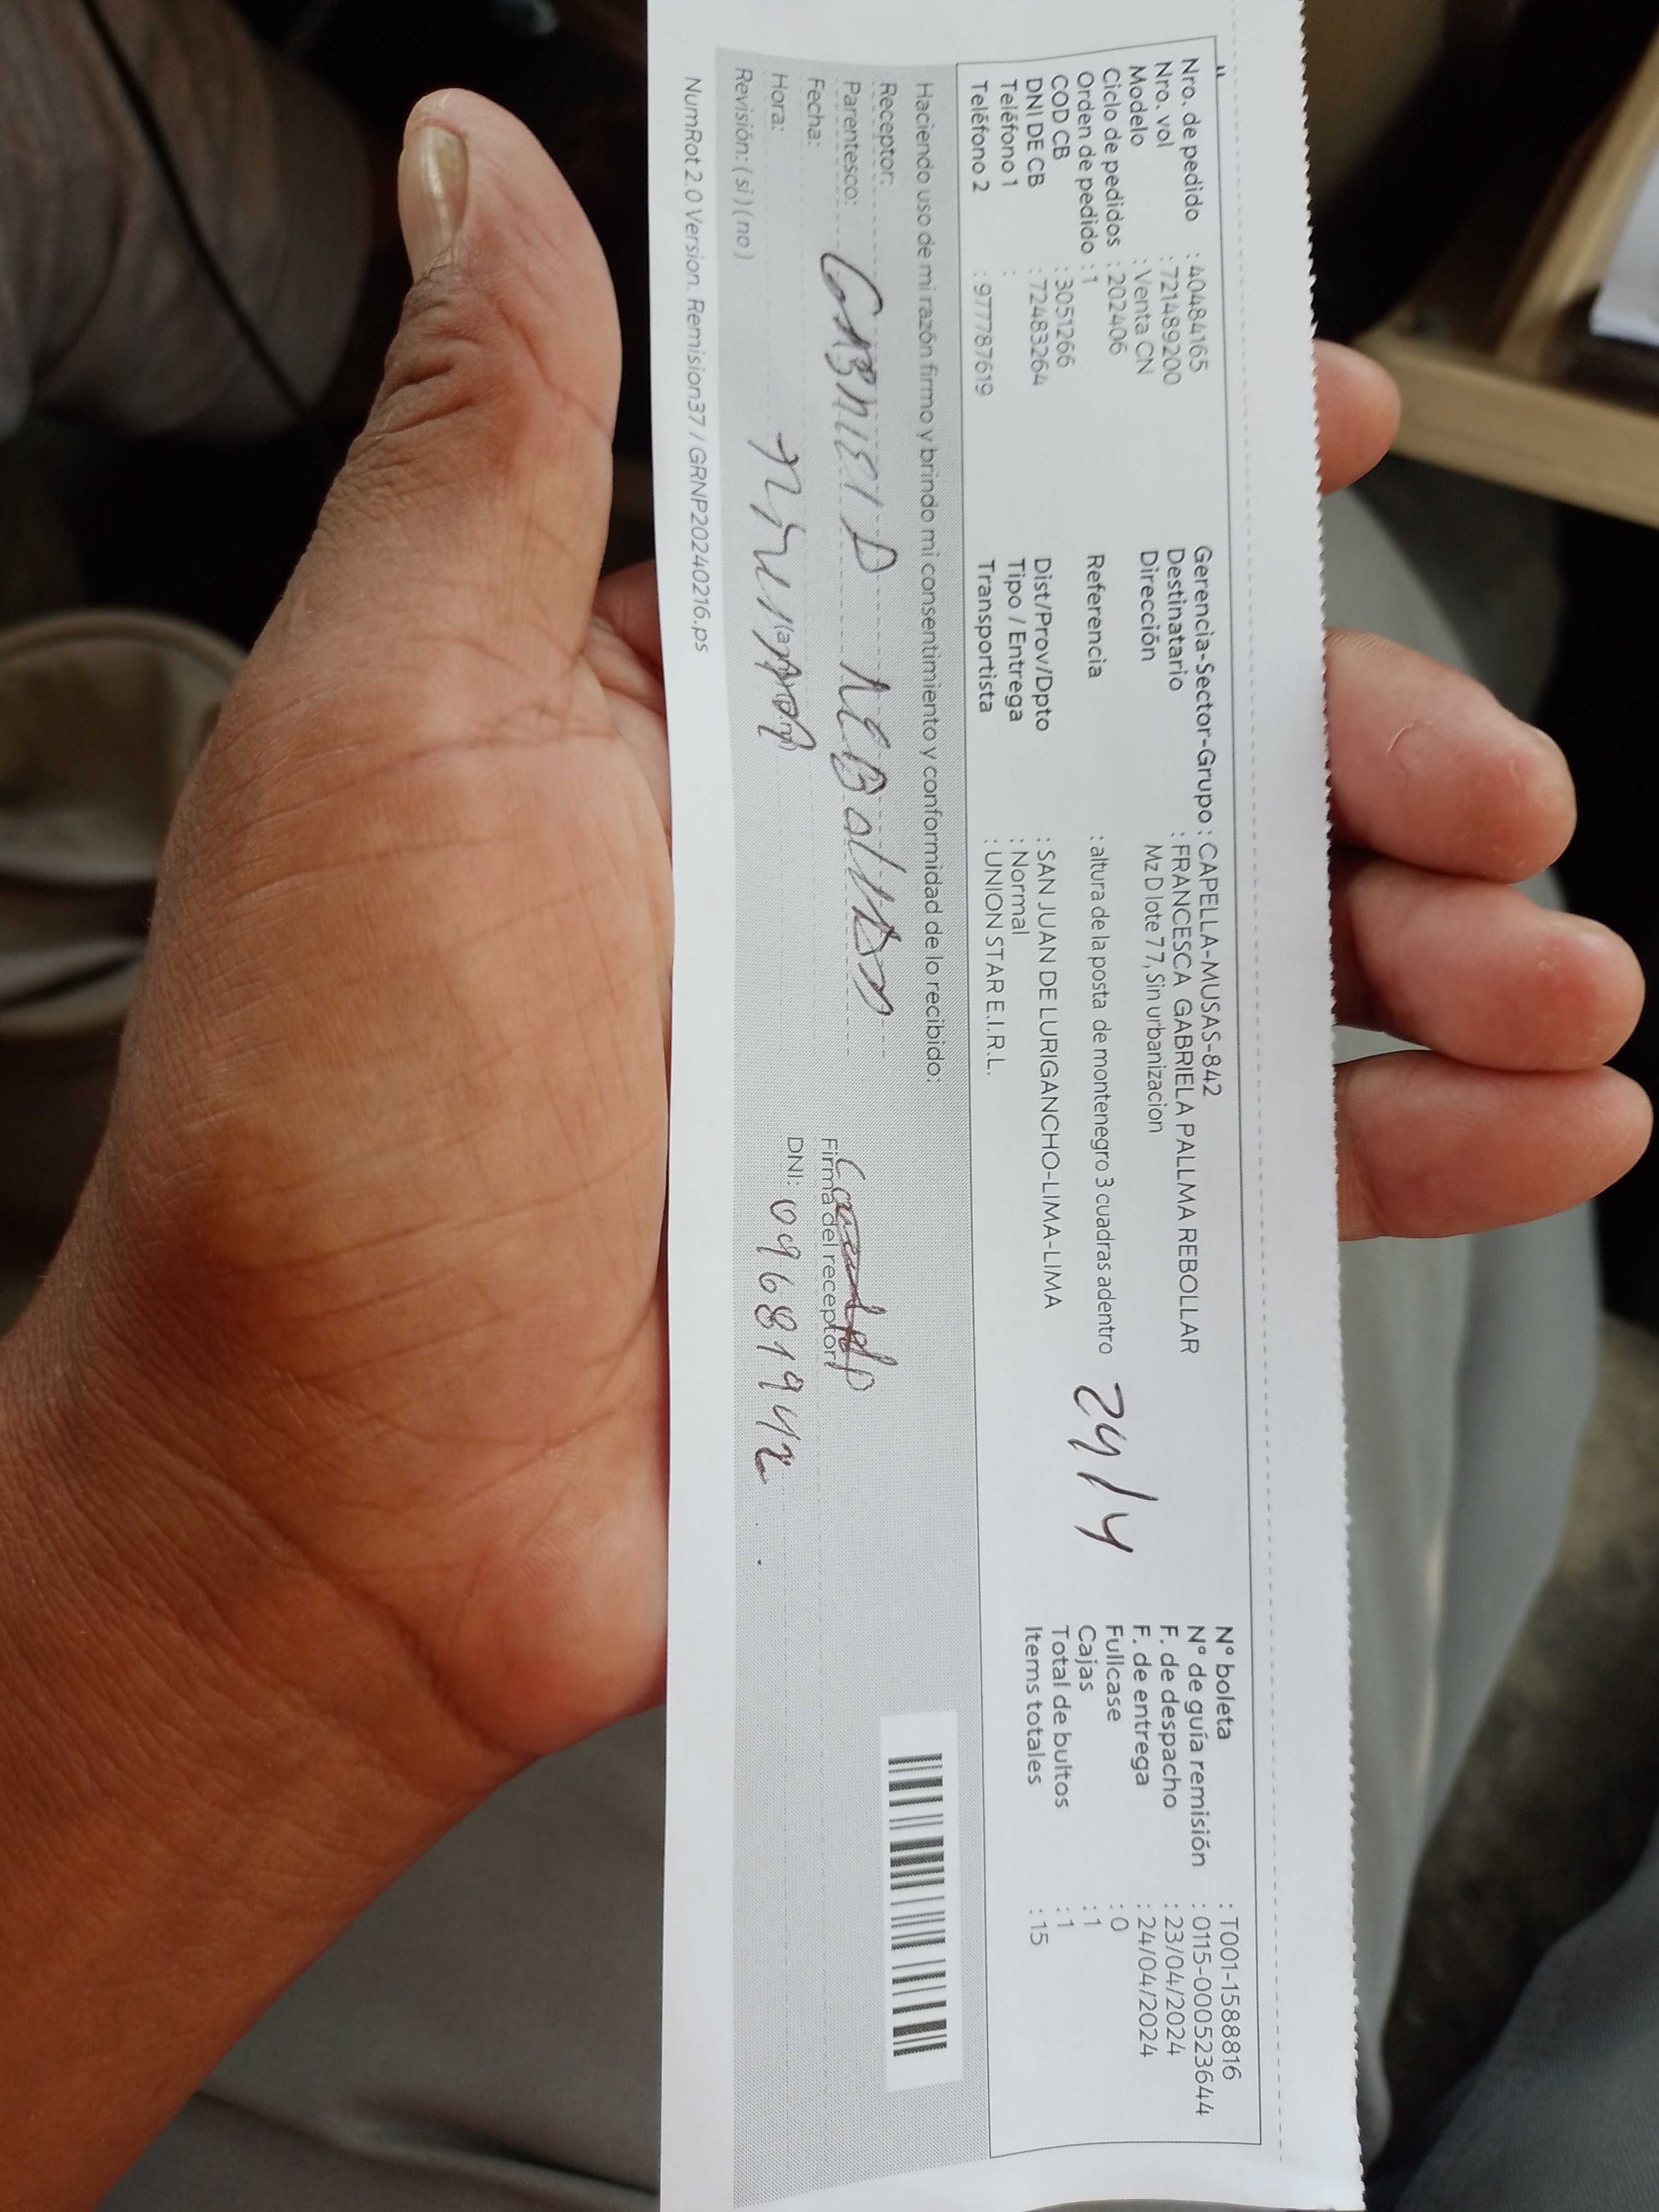 Nro. de pedido : 40484165
Nro. vol : 721489200
Modelo : Venta CN
Ciclo de pedidos : 202406
Orden de pedido : 1
COD CB : 3051266
DNI DE CB : 72483264
Teléfono 1 :
Teléfono 2 : 977787619
Gerencia-Sector-Grupo : CAPELLA-MUSAS-842
Destinatario : FRANCESCA GABRIELA PALLMA REBOLLAR
Dirección Mz D lote 7 7, Sin urbanizacion
Referencia : altura de la posta de montenegro 3 cuadras adentro
Dist/Prov/Dpto : SAN JUAN DE LURIGANCHO-LIMA-LIMA
Tipo / Entrega : Normal
Transportista : UNION STAR E.I.R.L.
24/4
N° boleta : T001-1588816
N° de guía remisión : 0115-000523644
F. de despacho : 23/04/2024
F. de entrega : 24/04/2024
Fullcase : 0
Cajas : 1
Total de bultos : 1
Items totales : 15
Haciendo uso de mi razón firmo y brindo mi consentimiento y conformidad de lo recibido:
Receptor:
Parentesco:
Fecha:
Hora:
Revisión: (si) (no)
Firma del receptor
DNI: 09681942
NumRot 2.0 Version: Remision37 / GRNP20240216.ps